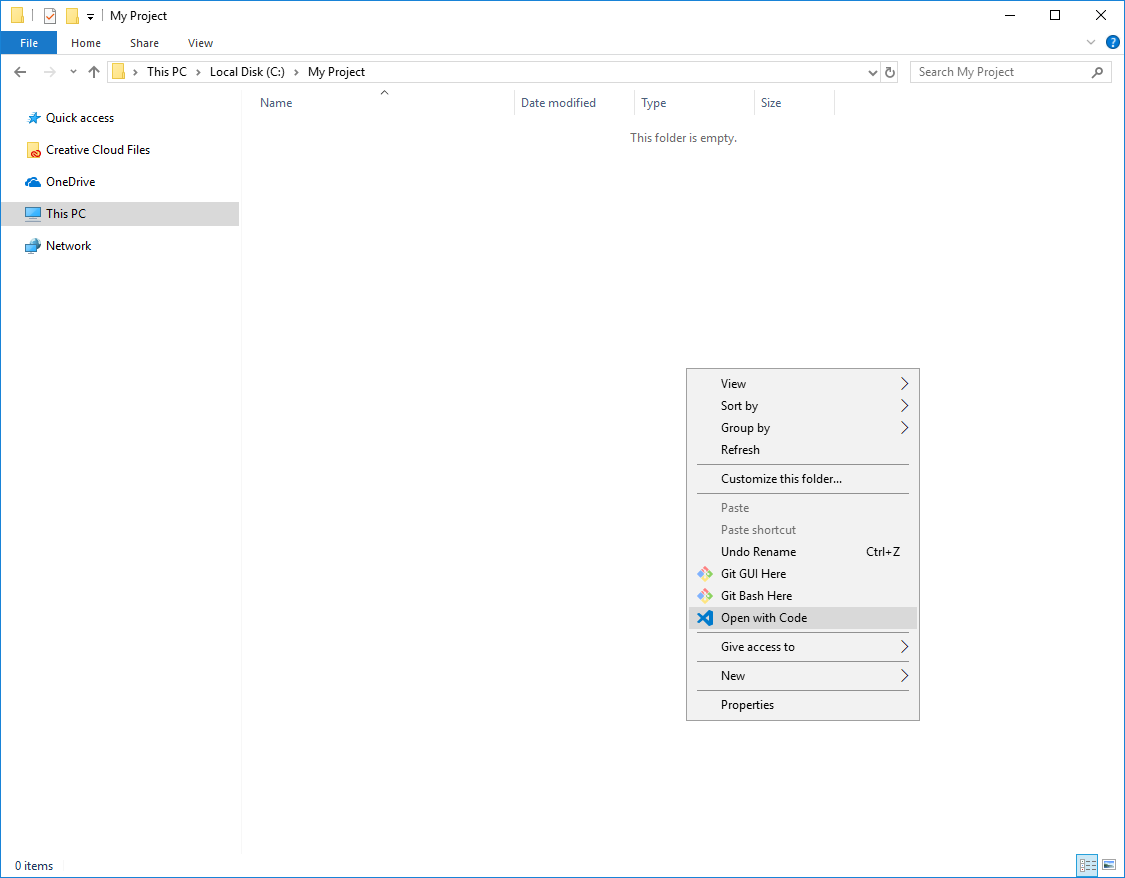 My Project
File Home Share View
This PC Local Disk (C:) My Project Search My Project
Name Date modified Type Size
This folder is empty.
Quick access
Creative Cloud Files
OneDrive
This PC
Network
View
Sort by
Group by
Refresh
Customize this folder...
Paste
Paste shortcut
Undo Rename Ctrl+Z
Git GUI Here
Git Bash Here
Open with Code
Give access to
New
Properties
0 items